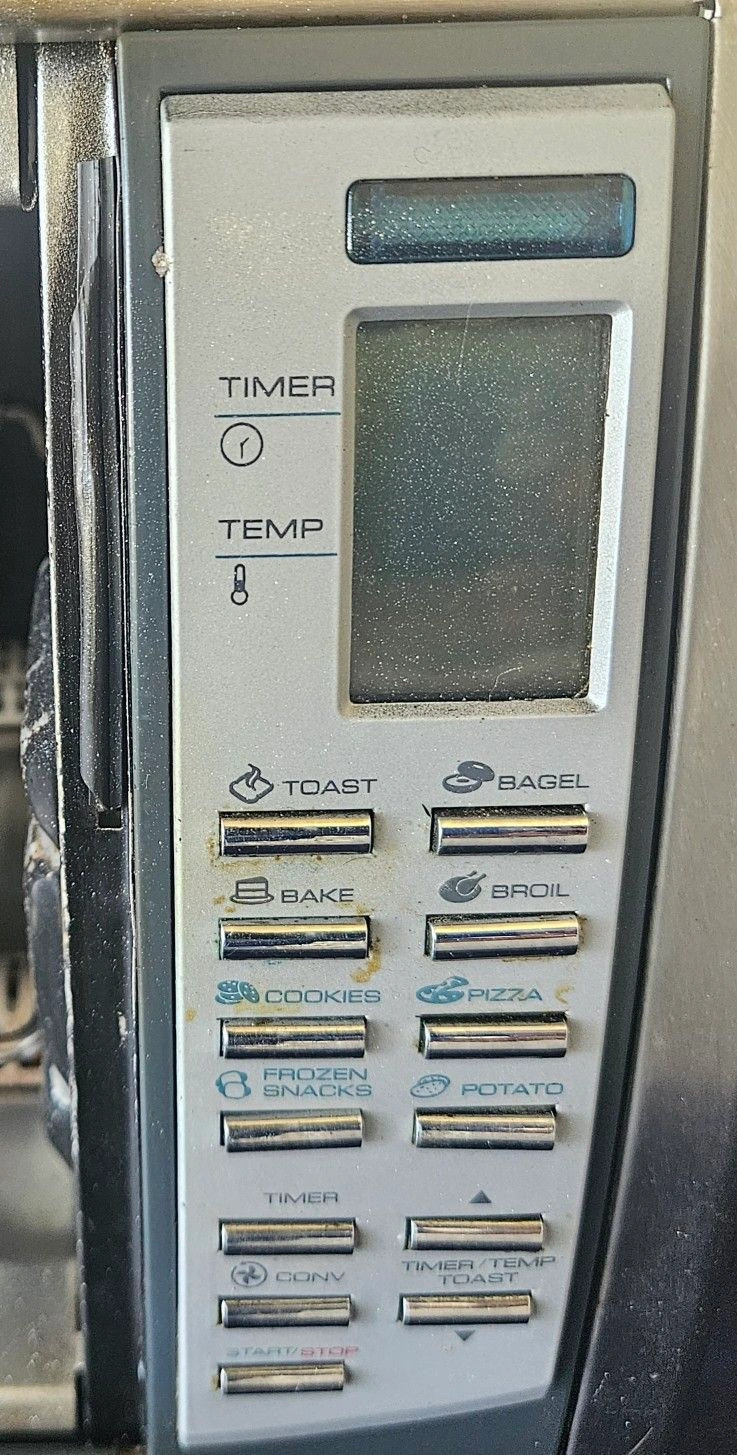 TIMER
TEMP
TOAST BAGEL
BAKE BROIL
COOKIES PIZZA
FROZEN
SNACKS POTATO
TIMER
TIMER/TEMP
CONV TOAST
START/STOP